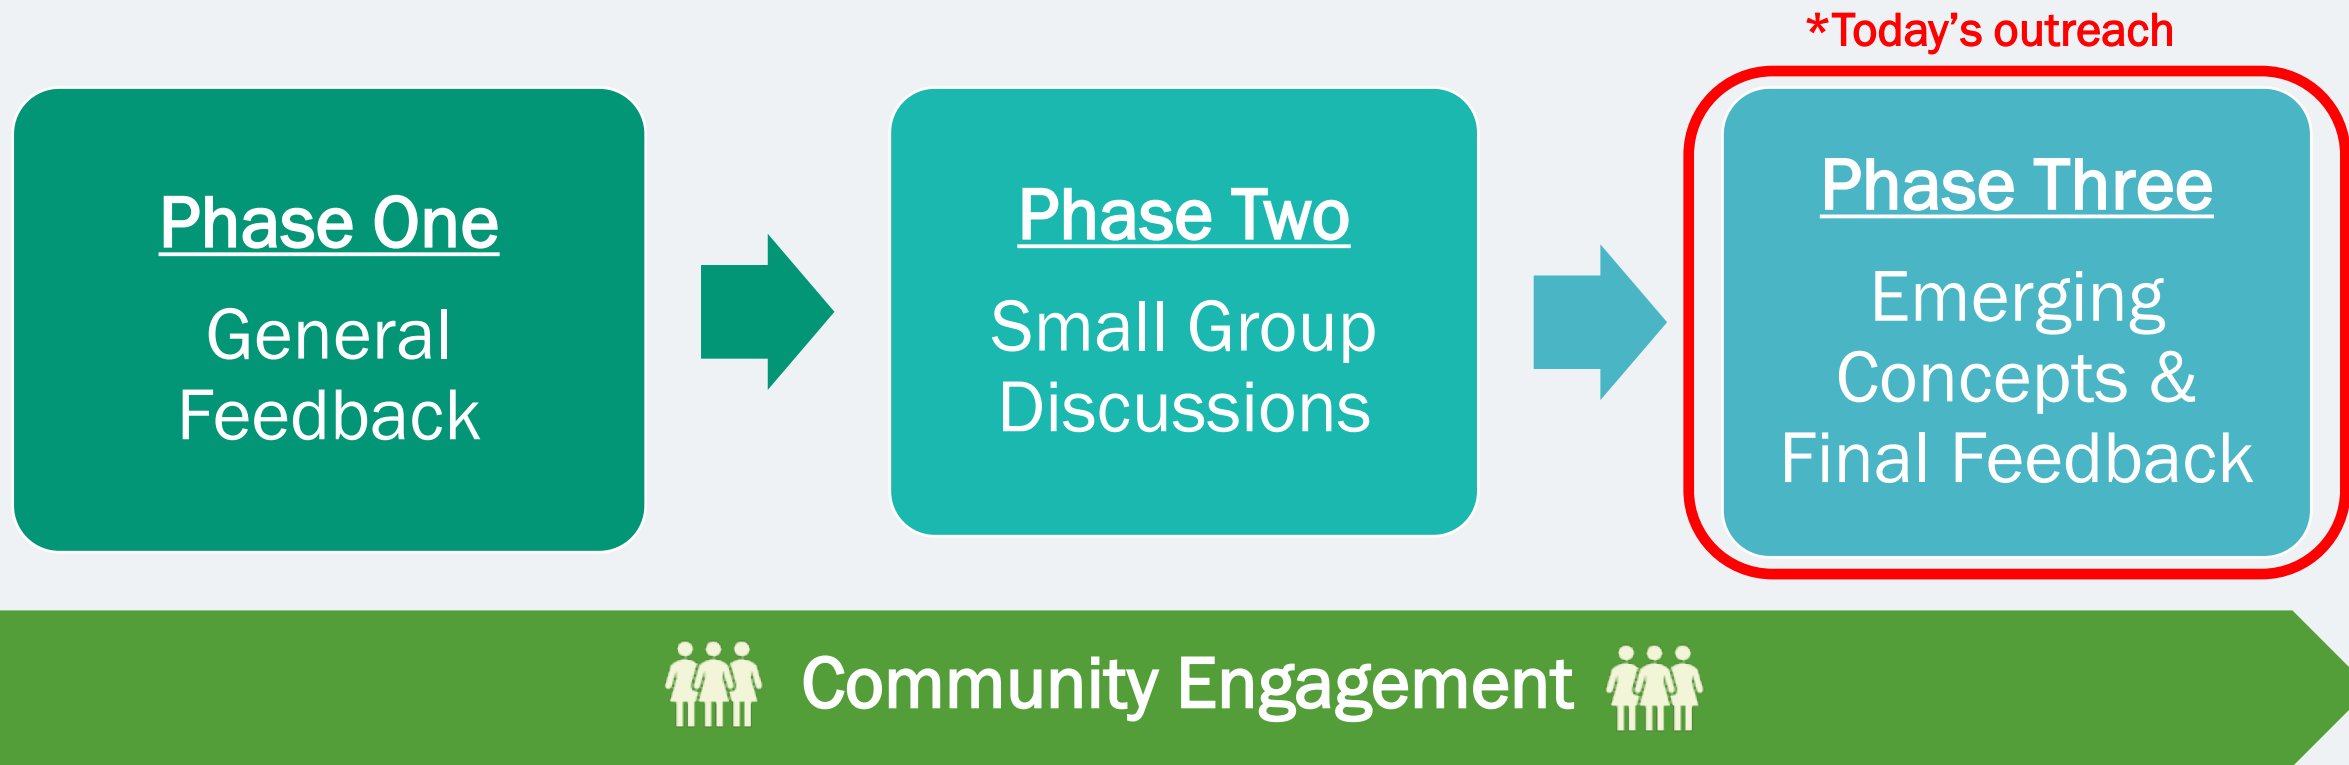 *Today’s outreach
Phase One
General
Feedback
Phase Two
Small Group
Discussions
Phase Three
Emerging
Concepts &
Final Feedback
Community Engagement